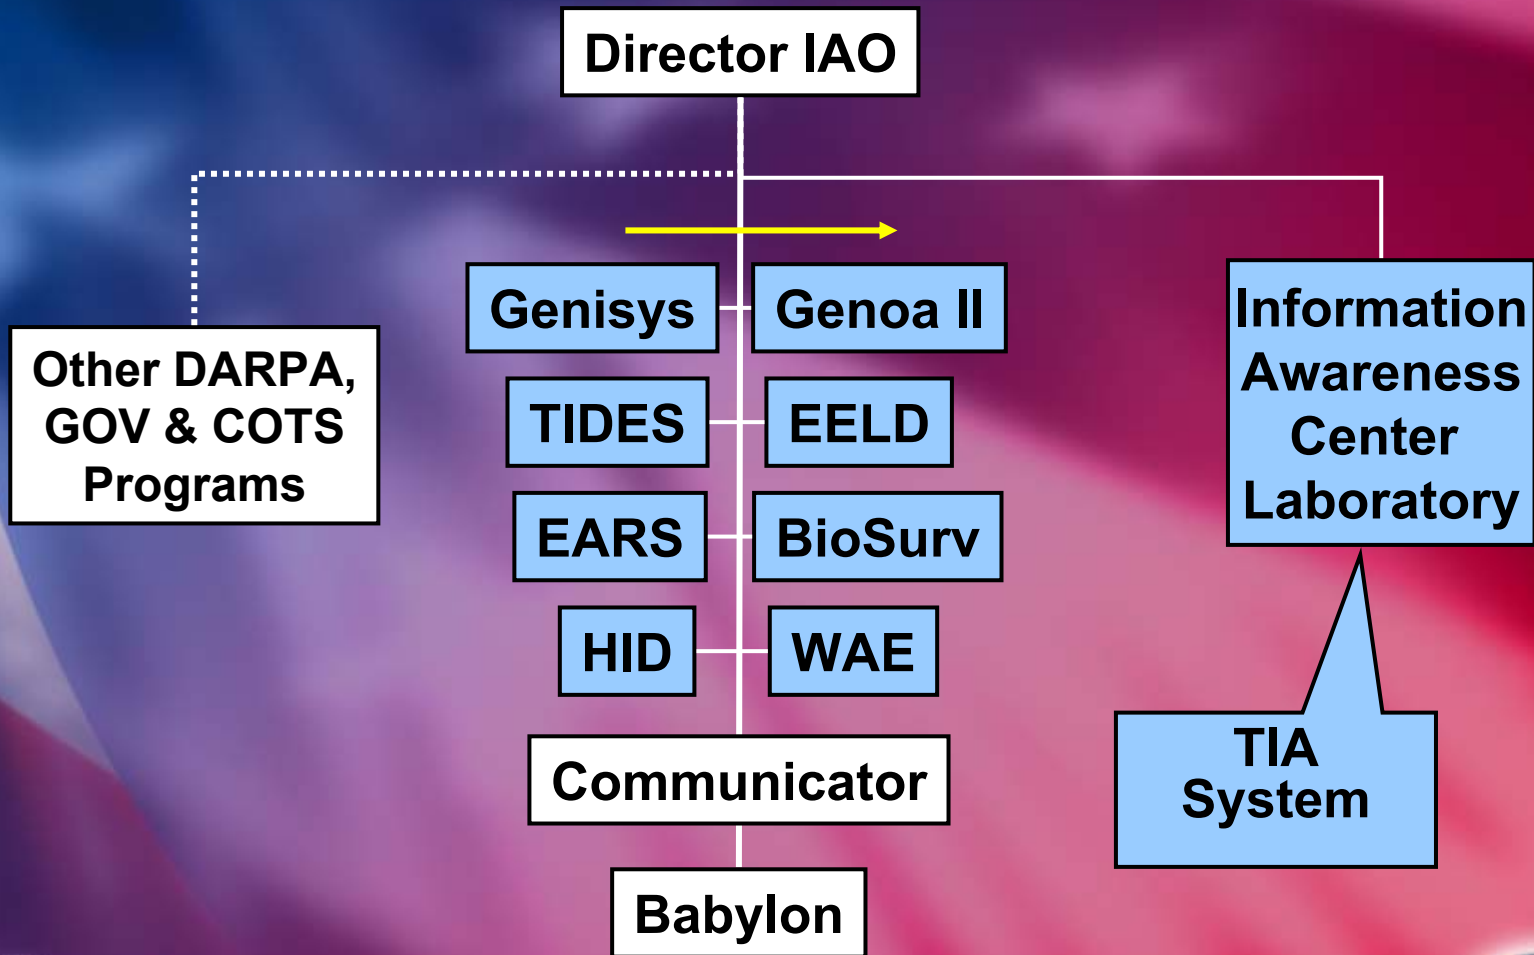 Director IAO
Other DARPA,
GOV & COTS
Programs
Genisys
Genoa II
TIDES
EELD
EARS
BioSurv
HID
WAE
Communicator
Babylon
Information
Awareness
Center
Laboratory
TIA
System